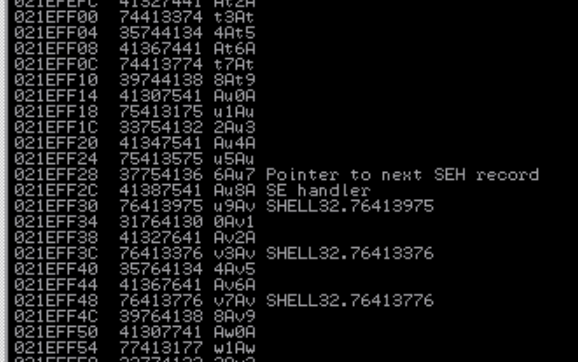 021EFEFC 41327441 At2A
021EFF00 74413374 t3At
021EFF04 35744134 4At5
021EFF08 41367441 At6A
021EFF0C 74413774 t7At
021EFF10 39744138 8At9
021EFF14 41307541 Au0A
021EFF18 75413175 u1Au
021EFF1C 33754132 2Au3
021EFF20 41347541 Au4A
021EFF24 75413575 u5Au
021EFF28 37754136 6Au7 Pointer to next SEH record
021EFF2C 41387541 Au8A SE handler
021EFF30 76413975 u9Av SHELL32.76413975
021EFF34 31764130 0Av1
021EFF38 41327641 Av2A
021EFF3C 76413376 v3Av SHELL32.76413376
021EFF40 35764134 4Av5
021EFF44 41367641 Av6A
021EFF48 76413776 v7Av SHELL32.76413776
021EFF4C 39764138 8Av9
021EFF50 41307741 Aw0A
021EFF54 77413177 w1Aw